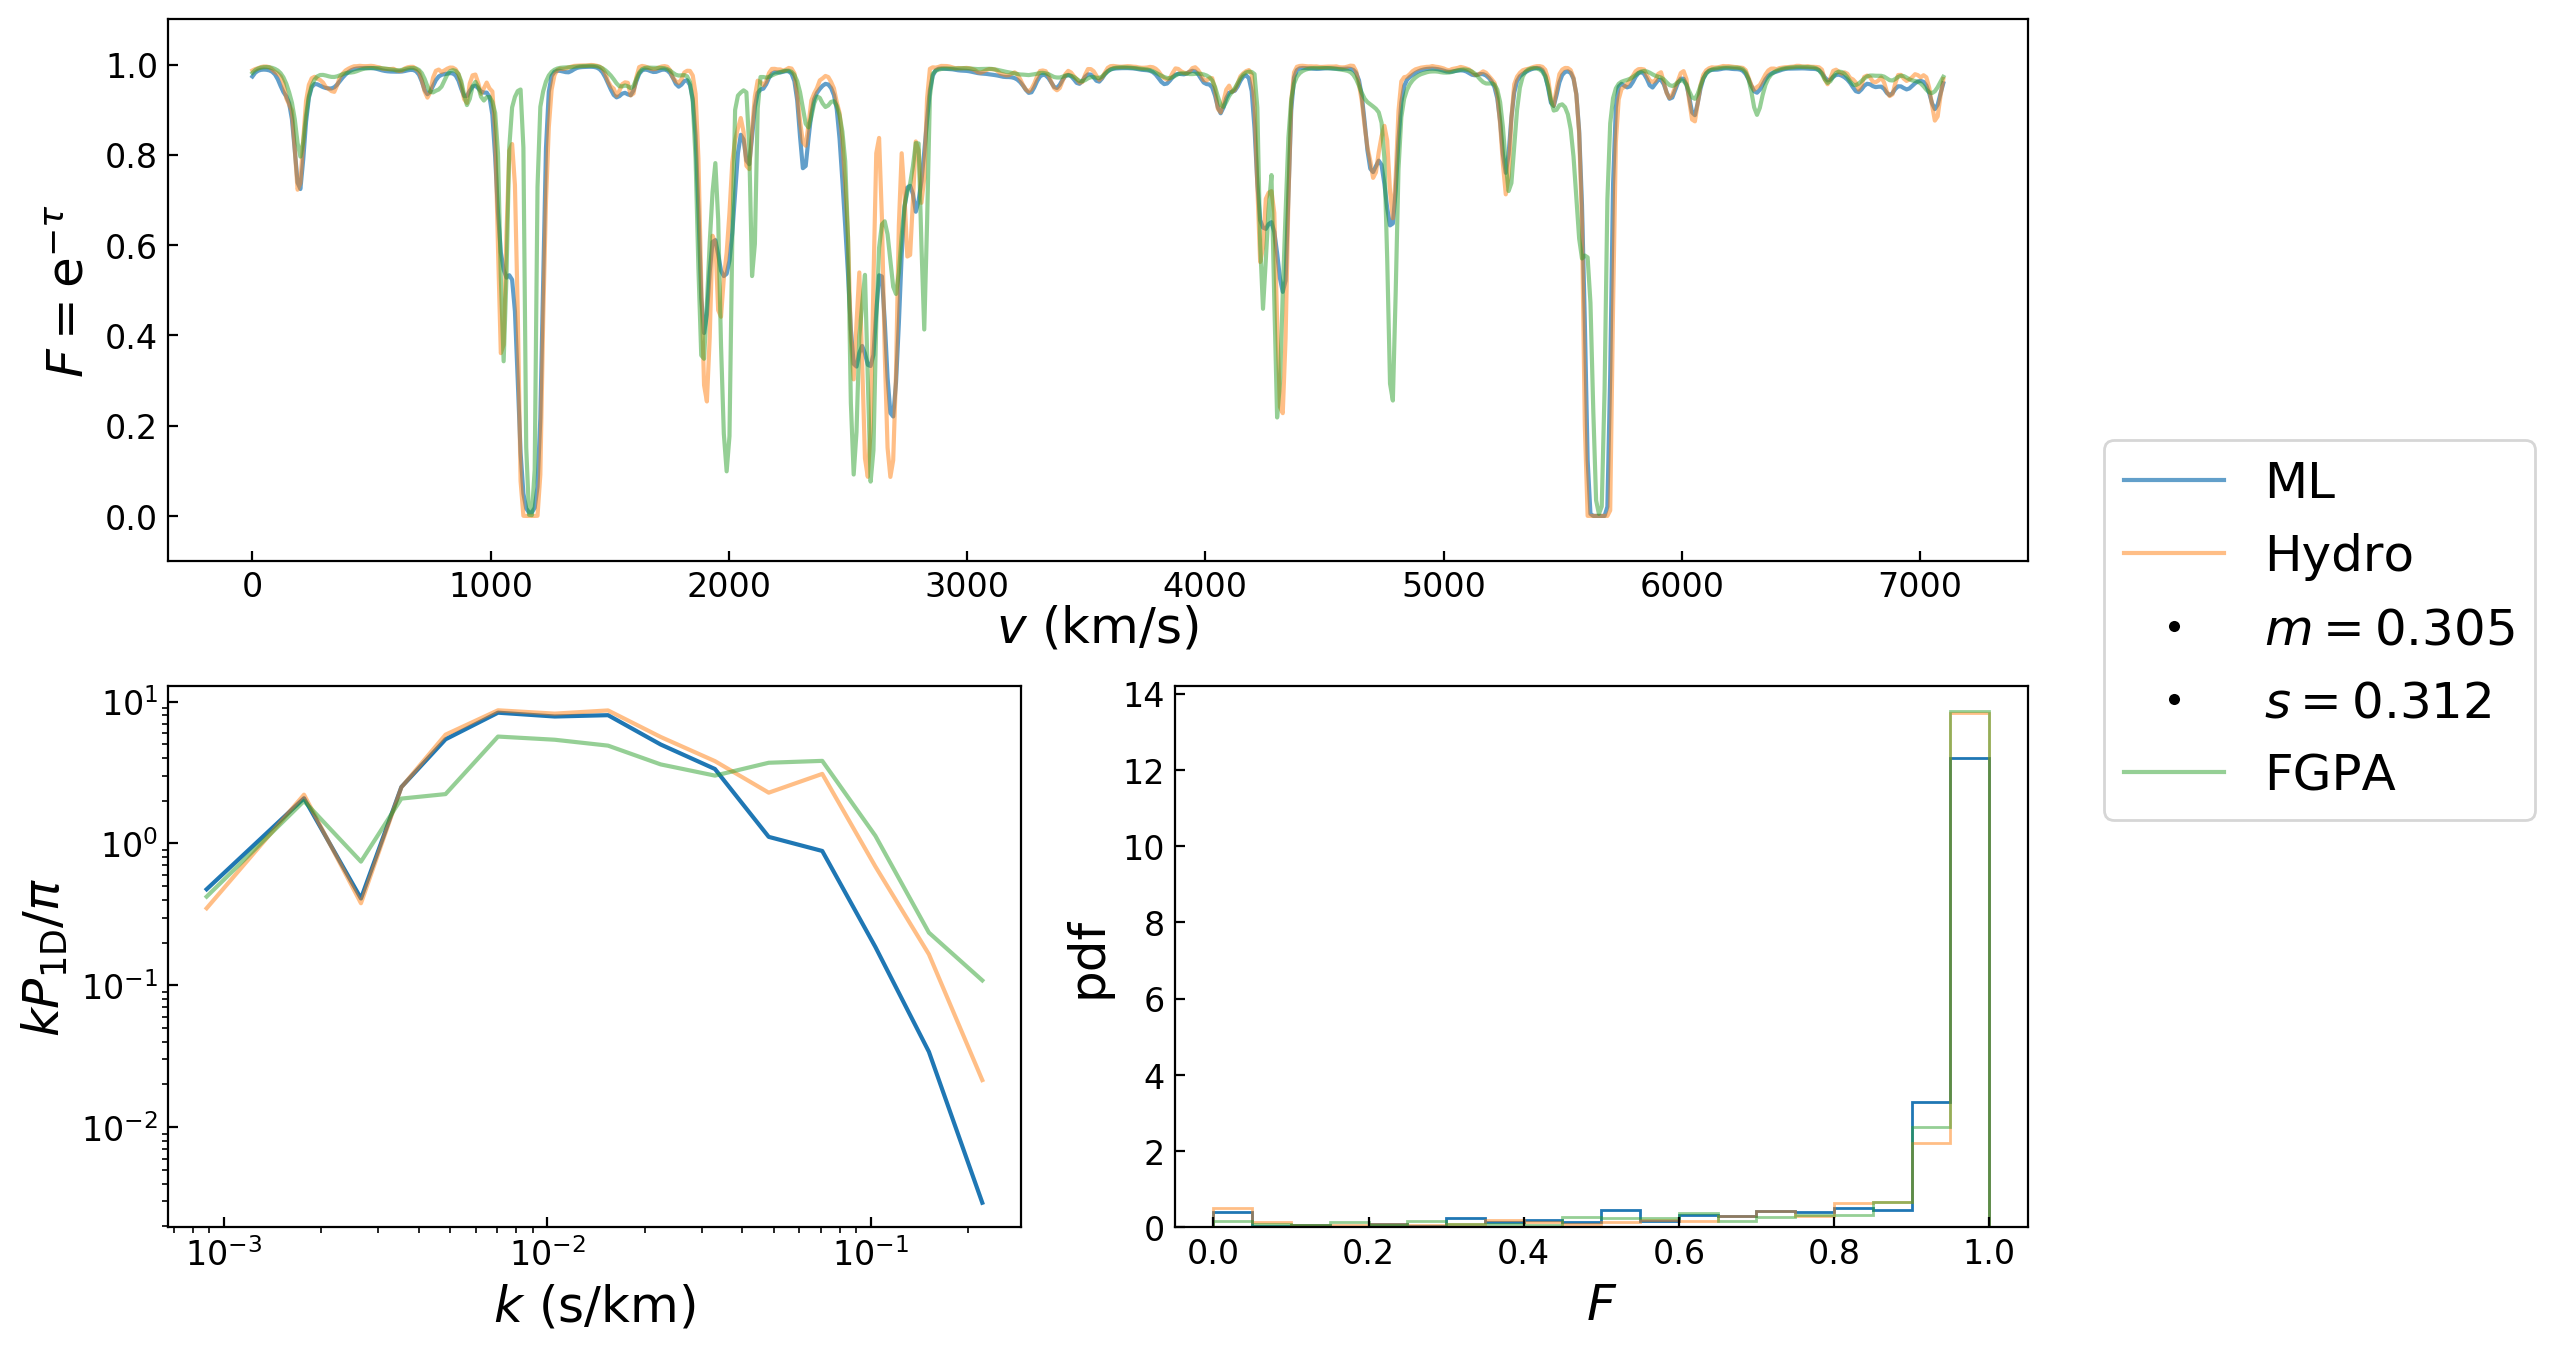 1.0
0.8
0.6
0.4
0.2
0.0
F = e^{−τ}
0 1000 2000 3000 4000 5000 6000 7000
v (km/s)
ML
Hydro
m = 0.305
s = 0.312
FGPA
10^1
10^0
10^{−1}
10^{−2}
kP_{1D}/π
10^{−3} 10^{−2} 10^{−1}
k (s/km)
14
12
10
8
6
4
2
0
pdf
0.0 0.2 0.4 0.6 0.8 1.0
F